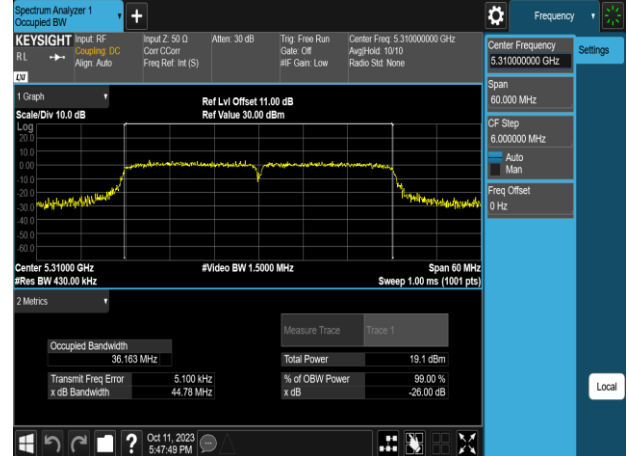 Spectrum Analyzer 1
Occupied BW
Frequency
KEYSIGHT
Input: RF
Coupling: DC
Align: Auto
Input Z: 50 Ω
Corr CCorr
Freq Ref: Int (S)
Atten: 30 dB
Trig: Free Run
Gate: Off
#IF Gain: Low
Center Freq: 5.310000000 GHz
Avg|Hold: 10/10
Radio Std: None
RL
LXI
Center Frequency
5.310000000 GHz
Settings
Span
60.000 MHz
CF Step
6.000000 MHz
Auto
Man
Freq Offset
0 Hz
1 Graph
Ref Lvl Offset 11.00 dB
Scale/Div 10.0 dB
Ref Value 30.00 dBm
Log
20.0
10.0
0.00
-10.0
-20.0
-30.0
-40.0
-50.0
-60.0
Center 5.31000 GHz
#Video BW 1.5000 MHz
Span 60 MHz
#Res BW 430.00 kHz
Sweep 1.00 ms (1001 pts)
2 Metrics
Measure Trace
Trace 1
Occupied Bandwidth
36.163 MHz
Total Power
19.1 dBm
Transmit Freq Error
5.100 kHz
% of OBW Power
99.00 %
x dB Bandwidth
44.78 MHz
x dB
-26.00 dB
Local
Oct 11, 2023
5:47:49 PM